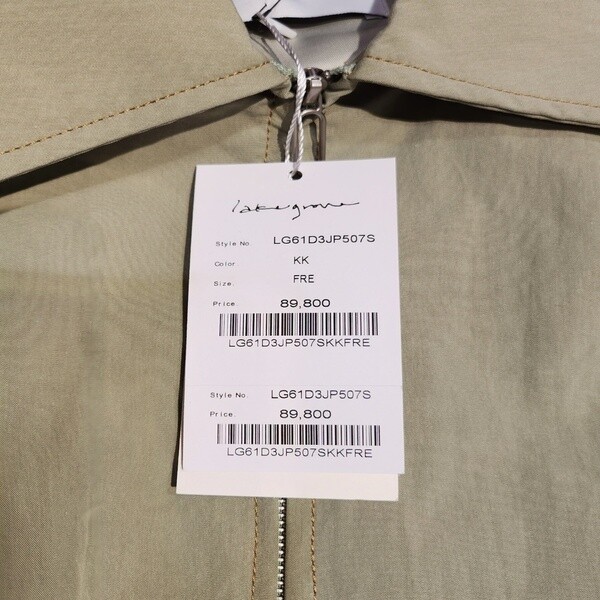 lakegrove
Style No. LG61D3JP507S
Color KK
Size. FRE
Price. 89,800
LG61D3JP507SKKFRE
Style No. LG61D3JP507S
Price. 89,800
LG61D3JP507SKKFRE